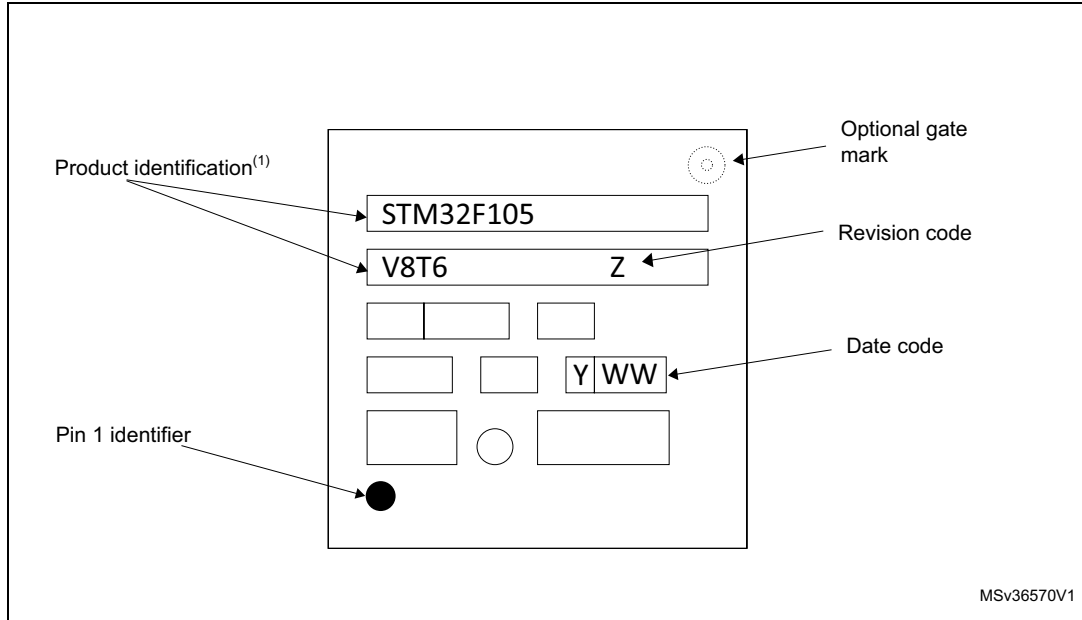 Optional gate
mark
Product identification(1)
STM32F105
Revision code
V8T6 Z
Date code
Y WW
Pin 1 identifier
MSv36570V1